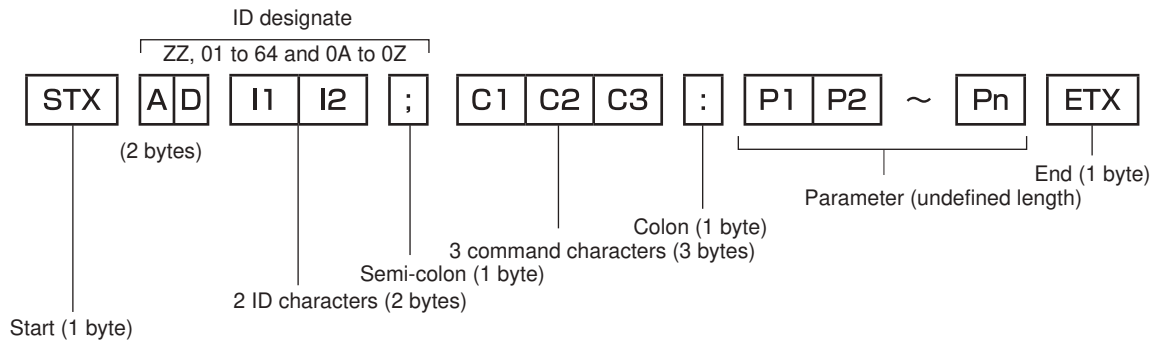 ID designate
ZZ, 01 to 64 and 0A to 0Z
STX A D I1 I2 ; C1 C2 C3 : P1 P2 ~ Pn ETX
(2 bytes)
End (1 byte)
Parameter (undefined length)
Colon (1 byte)
3 command characters (3 bytes)
Semi-colon (1 byte)
2 ID characters (2 bytes)
Start (1 byte)